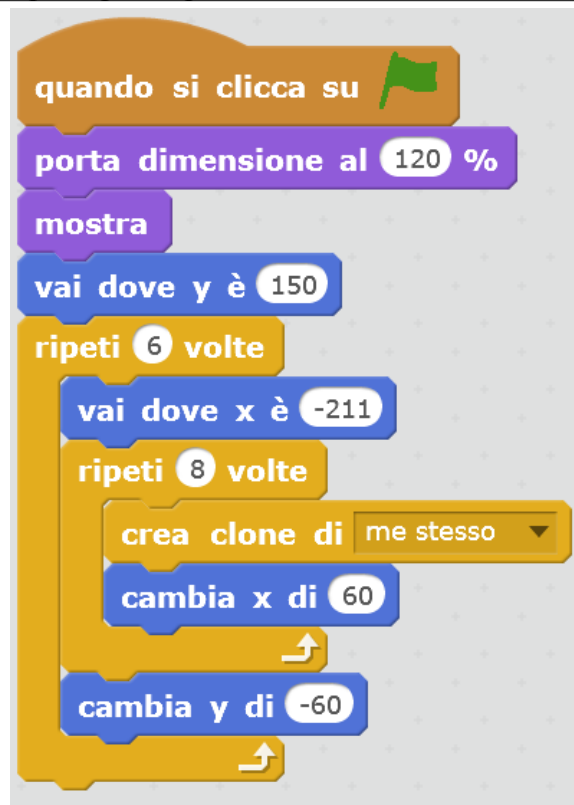 quando si clicca su
porta dimensione al 120 %
mostra
vai dove y è 150
ripeti 6 volte
vai dove x è -211
ripeti 8 volte
crea clone di me stesso
cambia x di 60
cambia y di -60